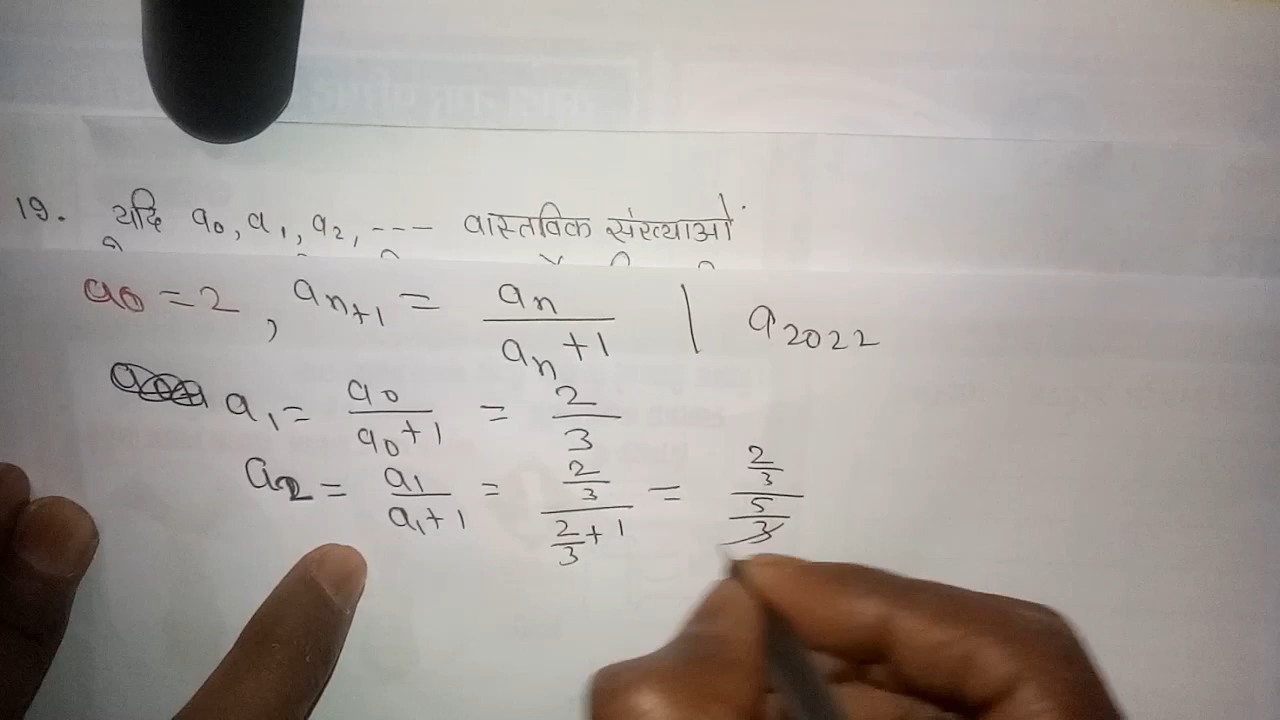 19. यदि a₀, a₁, a₂, --- वास्तविक संख्याओं
a₀ = 2, aₙ₊₁ = aₙ / (aₙ + 1) | a₂₀₂₂
a₁ = a₀ / (a₀ + 1) = 2/3
a₂ = a₁ / (a₁ + 1) = (2/3) / (2/3 + 1) = (2/3) / (5/3)